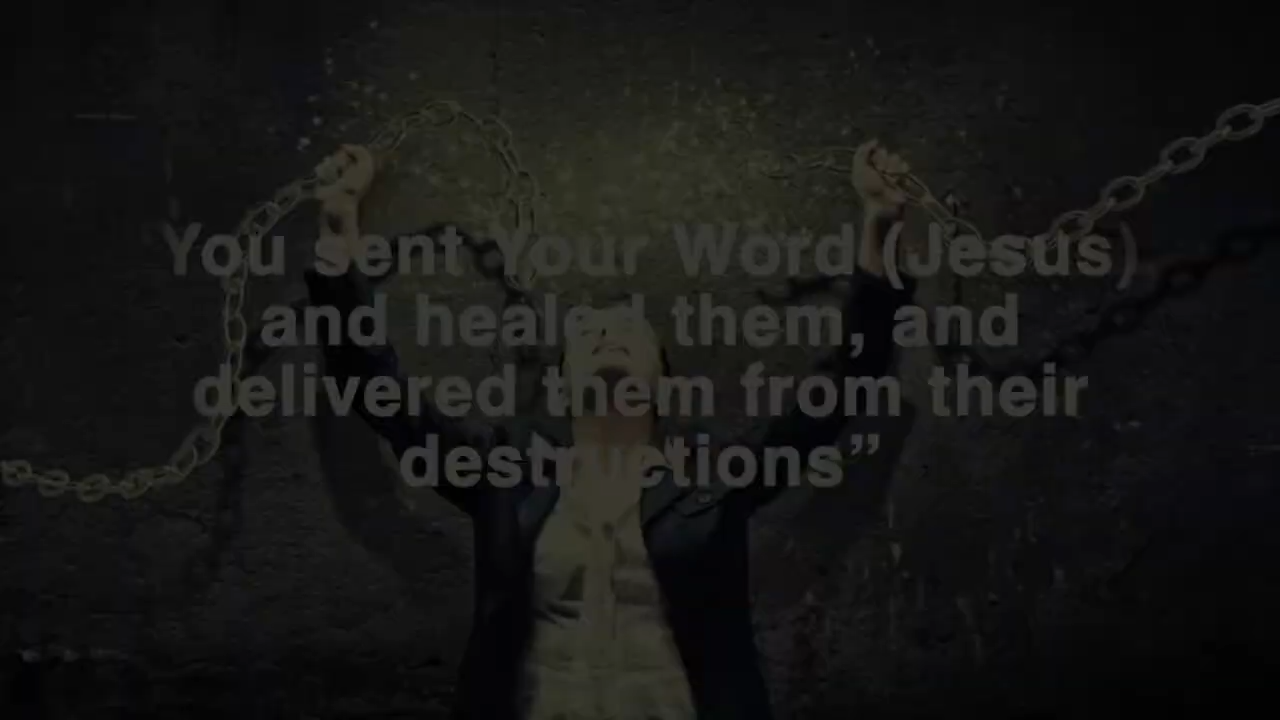 You sent Your Word (Jesus)
and healed them, and
delivered them from their
destructions”